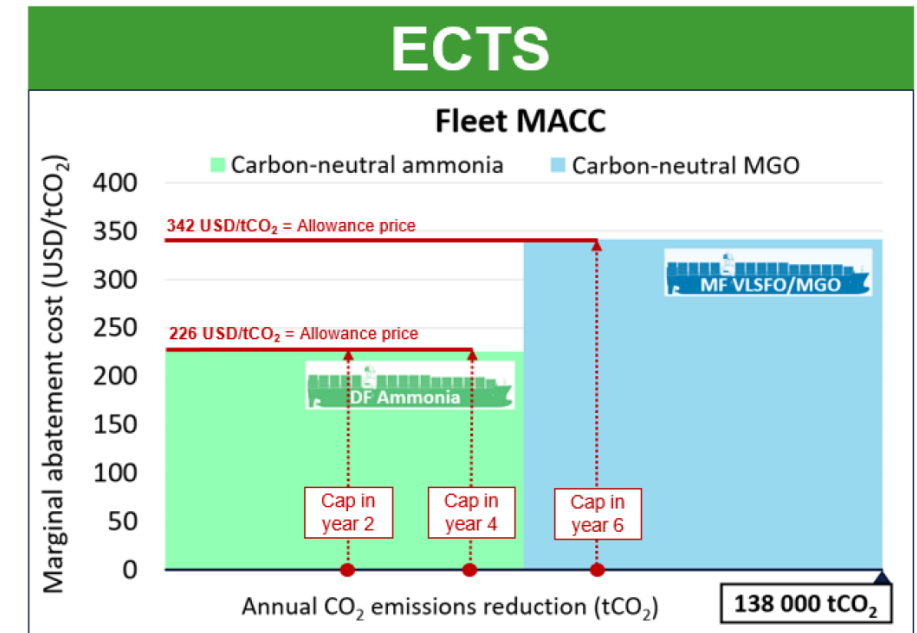 ECTS
Fleet MACC
Carbon-neutral ammonia
Carbon-neutral MGO
Marginal abatement cost (USD/tCO₂)
400
350
300
250
200
150
100
50
0
342 USD/tCO₂ = Allowance price
MF VLSFO/MGO
226 USD/tCO₂ = Allowance price
DF Ammonia
Cap in
year 2
Cap in
year 4
Cap in
year 6
Annual CO₂ emissions reduction (tCO₂)
138 000 tCO₂